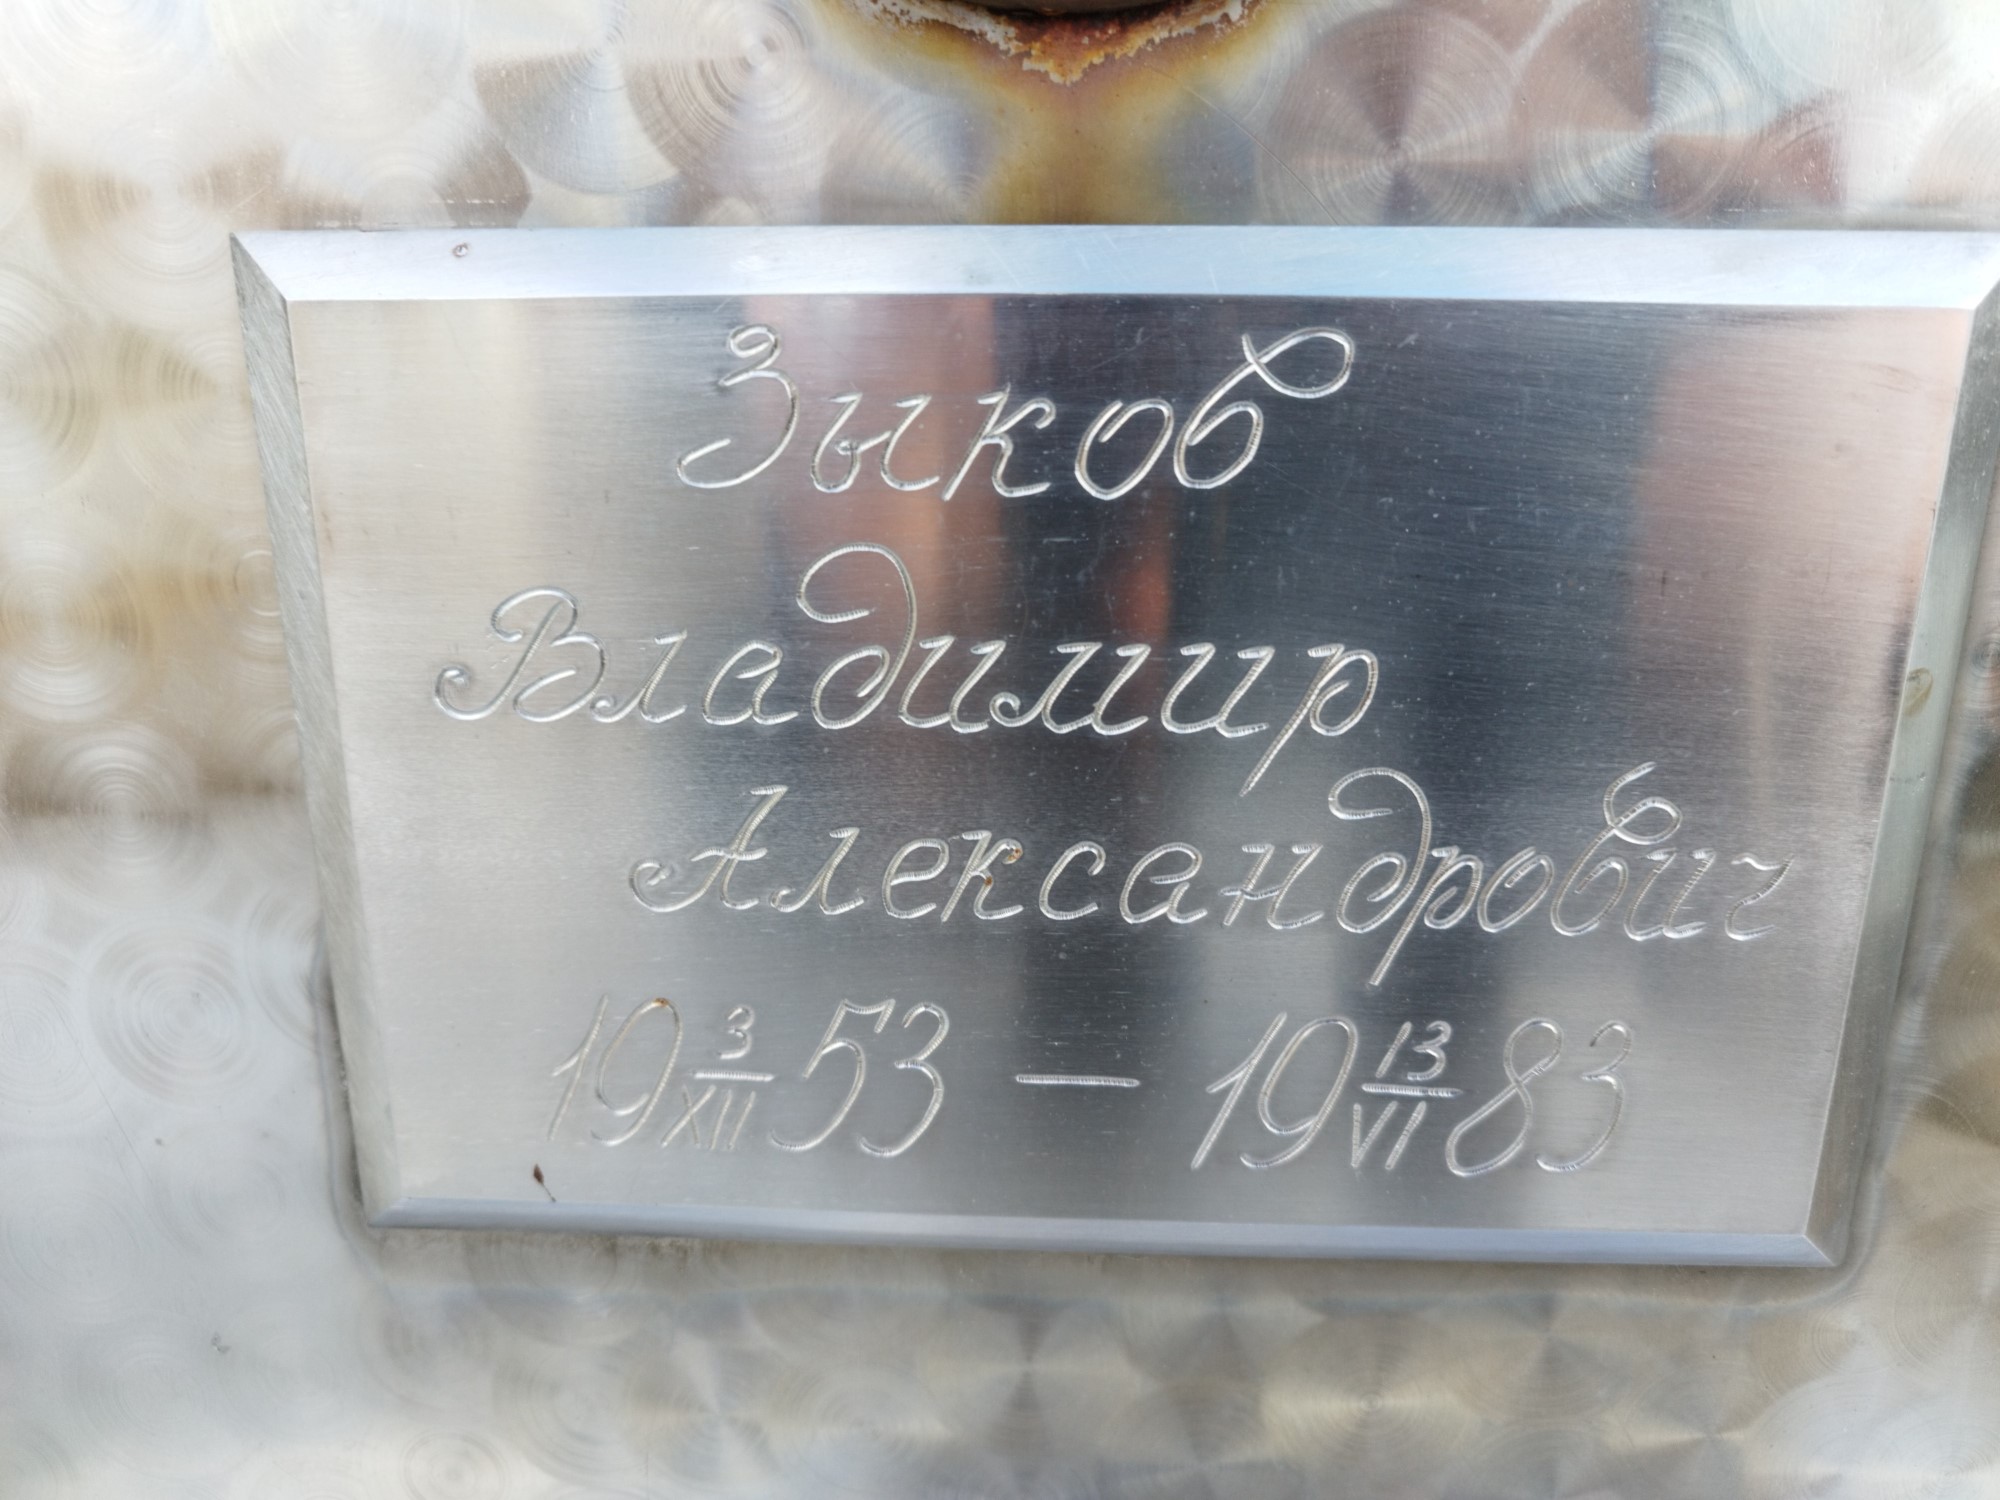 Зыков
Владимир
Александрович
19 3/XII 53 — 19 13/VI 83